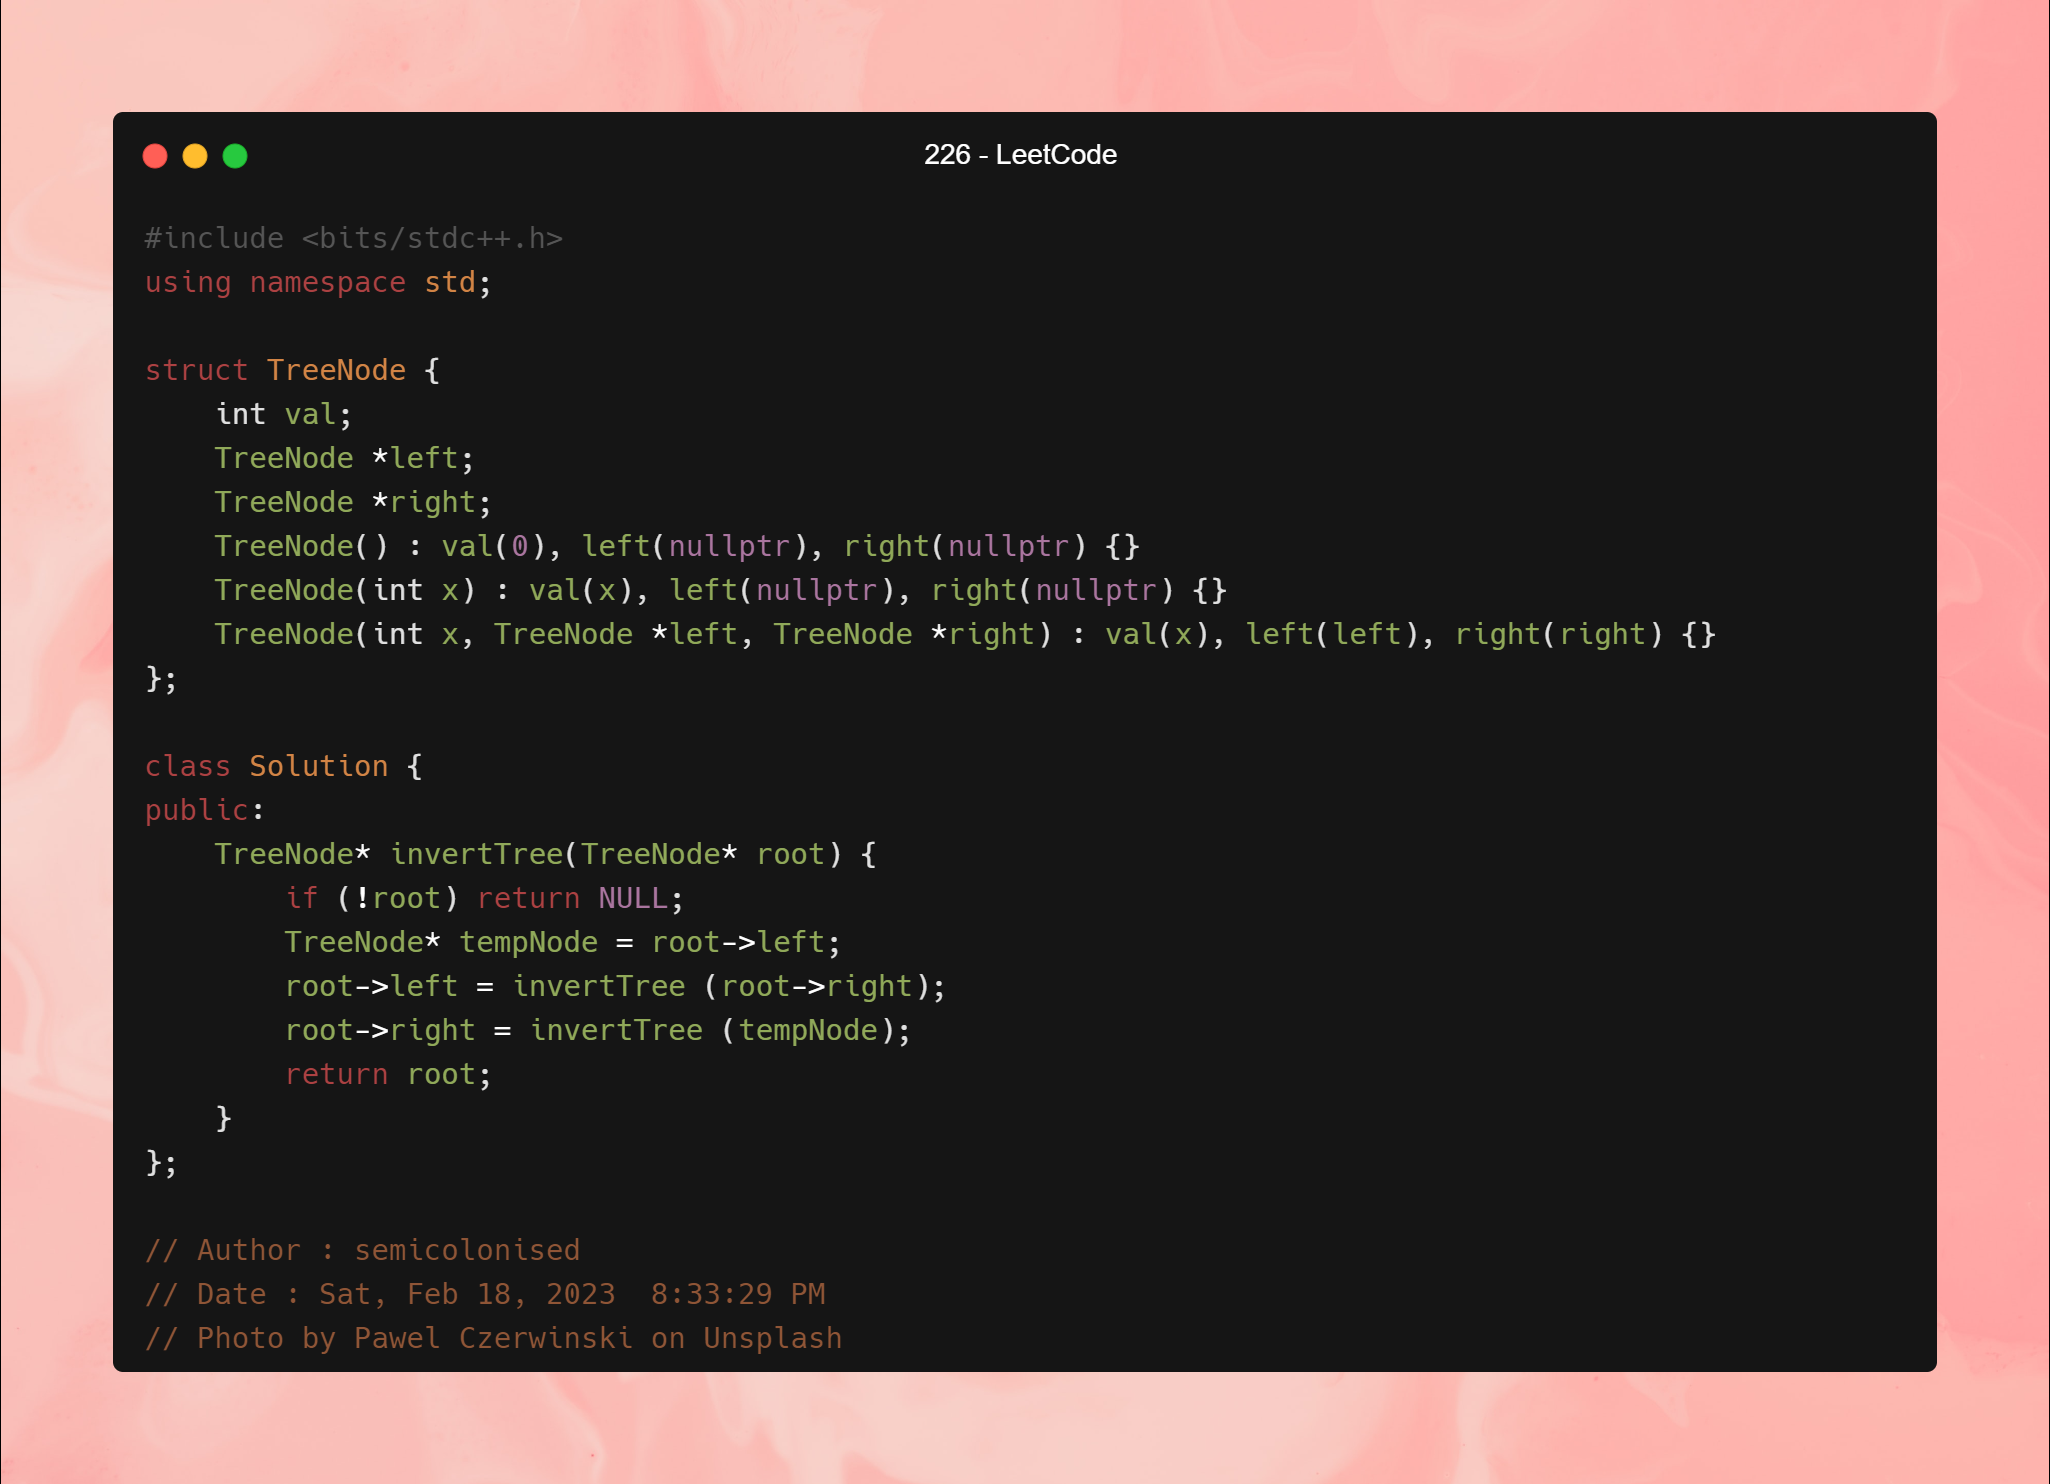 226 - LeetCode
#include <bits/stdc++.h>
using namespace std;
struct TreeNode {
    int val;
    TreeNode *left;
    TreeNode *right;
    TreeNode() : val(0), left(nullptr), right(nullptr) {}
    TreeNode(int x) : val(x), left(nullptr), right(nullptr) {}
    TreeNode(int x, TreeNode *left, TreeNode *right) : val(x), left(left), right(right) {}
};
class Solution {
public:
    TreeNode* invertTree(TreeNode* root) {
        if (!root) return NULL;
        TreeNode* tempNode = root->left;
        root->left = invertTree (root->right);
        root->right = invertTree (tempNode);
        return root;
    }
};
// Author : semicolonised
// Date : Sat, Feb 18, 2023  8:33:29 PM
// Photo by Pawel Czerwinski on Unsplash